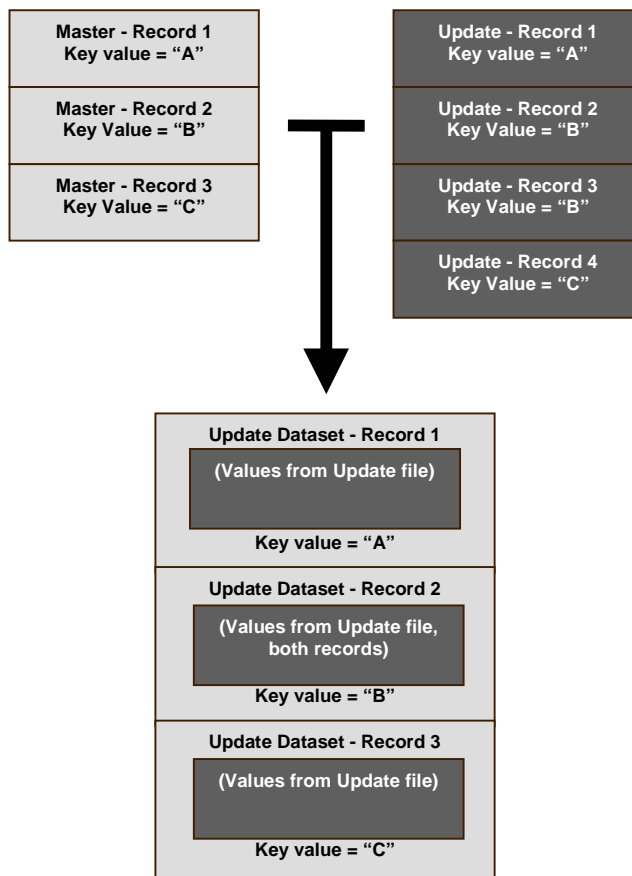 Master - Record 1
Key value = “A”
Master - Record 2
Key Value = “B”
Master - Record 3
Key Value = “C”
Update - Record 1
Key value = “A”
Update - Record 2
Key Value = “B”
Update - Record 3
Key Value = “B”
Update - Record 4
Key Value = “C”
Update Dataset - Record 1
(Values from Update file)
Key value = “A”
Update Dataset - Record 2
(Values from Update file,
both records)
Key value = “B”
Update Dataset - Record 3
(Values from Update file)
Key value = “C”